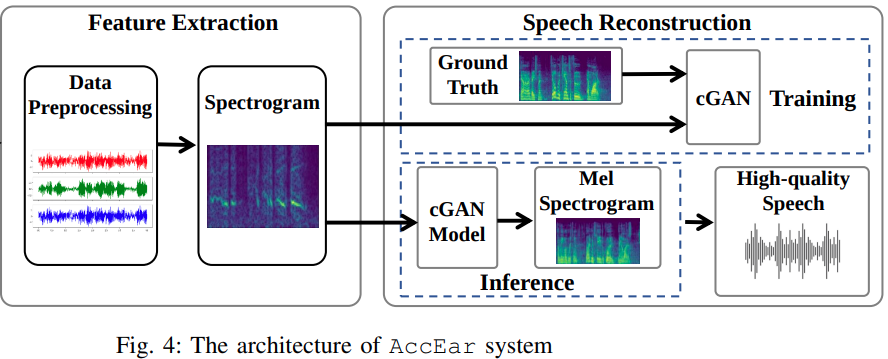 Feature Extraction
Data
Preprocessing
Spectrogram
Speech Reconstruction
Ground
Truth
cGAN
Training
cGAN
Model
Mel
Spectrogram
Inference
High-quality
Speech
Fig. 4: The architecture of AccEar system